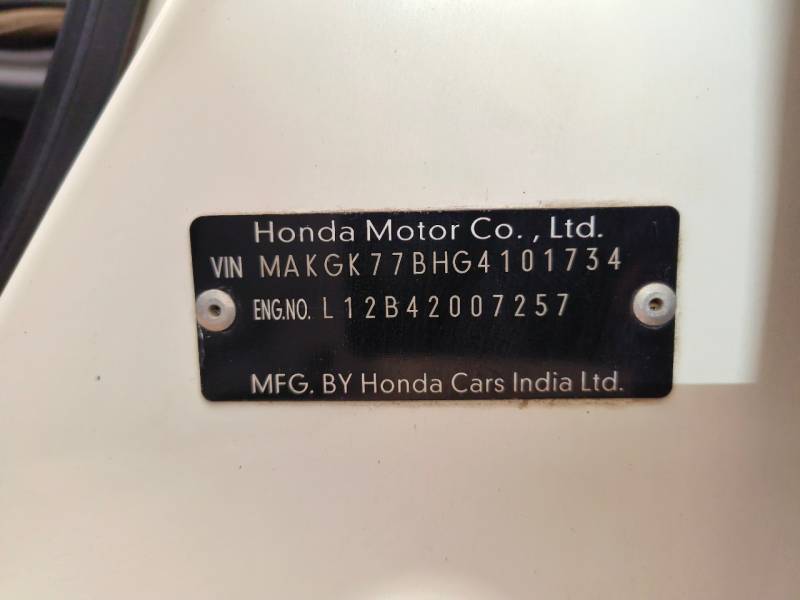 Honda Motor Co., Ltd.
VIN MAKGK77BHG4101734
ENG.NO. L12B42007257
MFG. BY Honda Cars India Ltd.